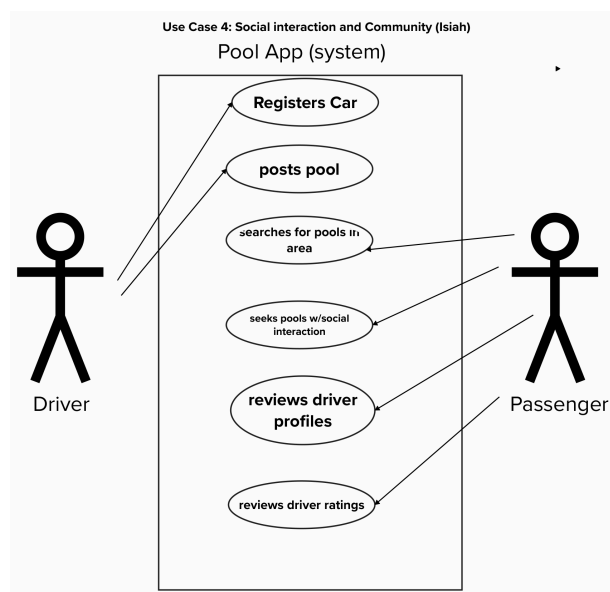 Use Case 4: Social interaction and Community (Isiah)
Pool App (system)
Registers Car
posts pool
searches for pools in
area
seeks pools w/social
interaction
reviews driver
profiles
reviews driver ratings
Driver
Passenger